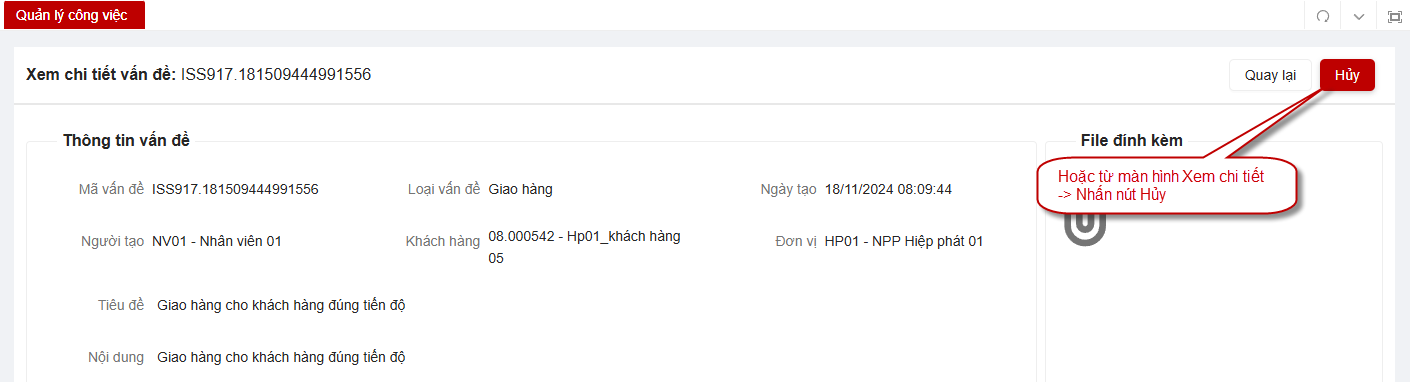 Quản lý công việc
Xem chi tiết vấn đề: ISS917.181509444991556
Quay lại
Hủy
Thông tin vấn đề
File đính kèm
Mã vấn đề ISS917.181509444991556
Loại vấn đề Giao hàng
Ngày tạo 18/11/2024 08:09:44
Hoặc từ màn hình Xem chi tiết
-> Nhấn nút Hủy
Người tạo NV01 - Nhân viên 01
Khách hàng 08.000542 - Hp01_khách hàng
05
Đơn vị HP01 - NPP Hiệp phát 01
Tiêu đề Giao hàng cho khách hàng đúng tiến độ
Nội dung Giao hàng cho khách hàng đúng tiến độ